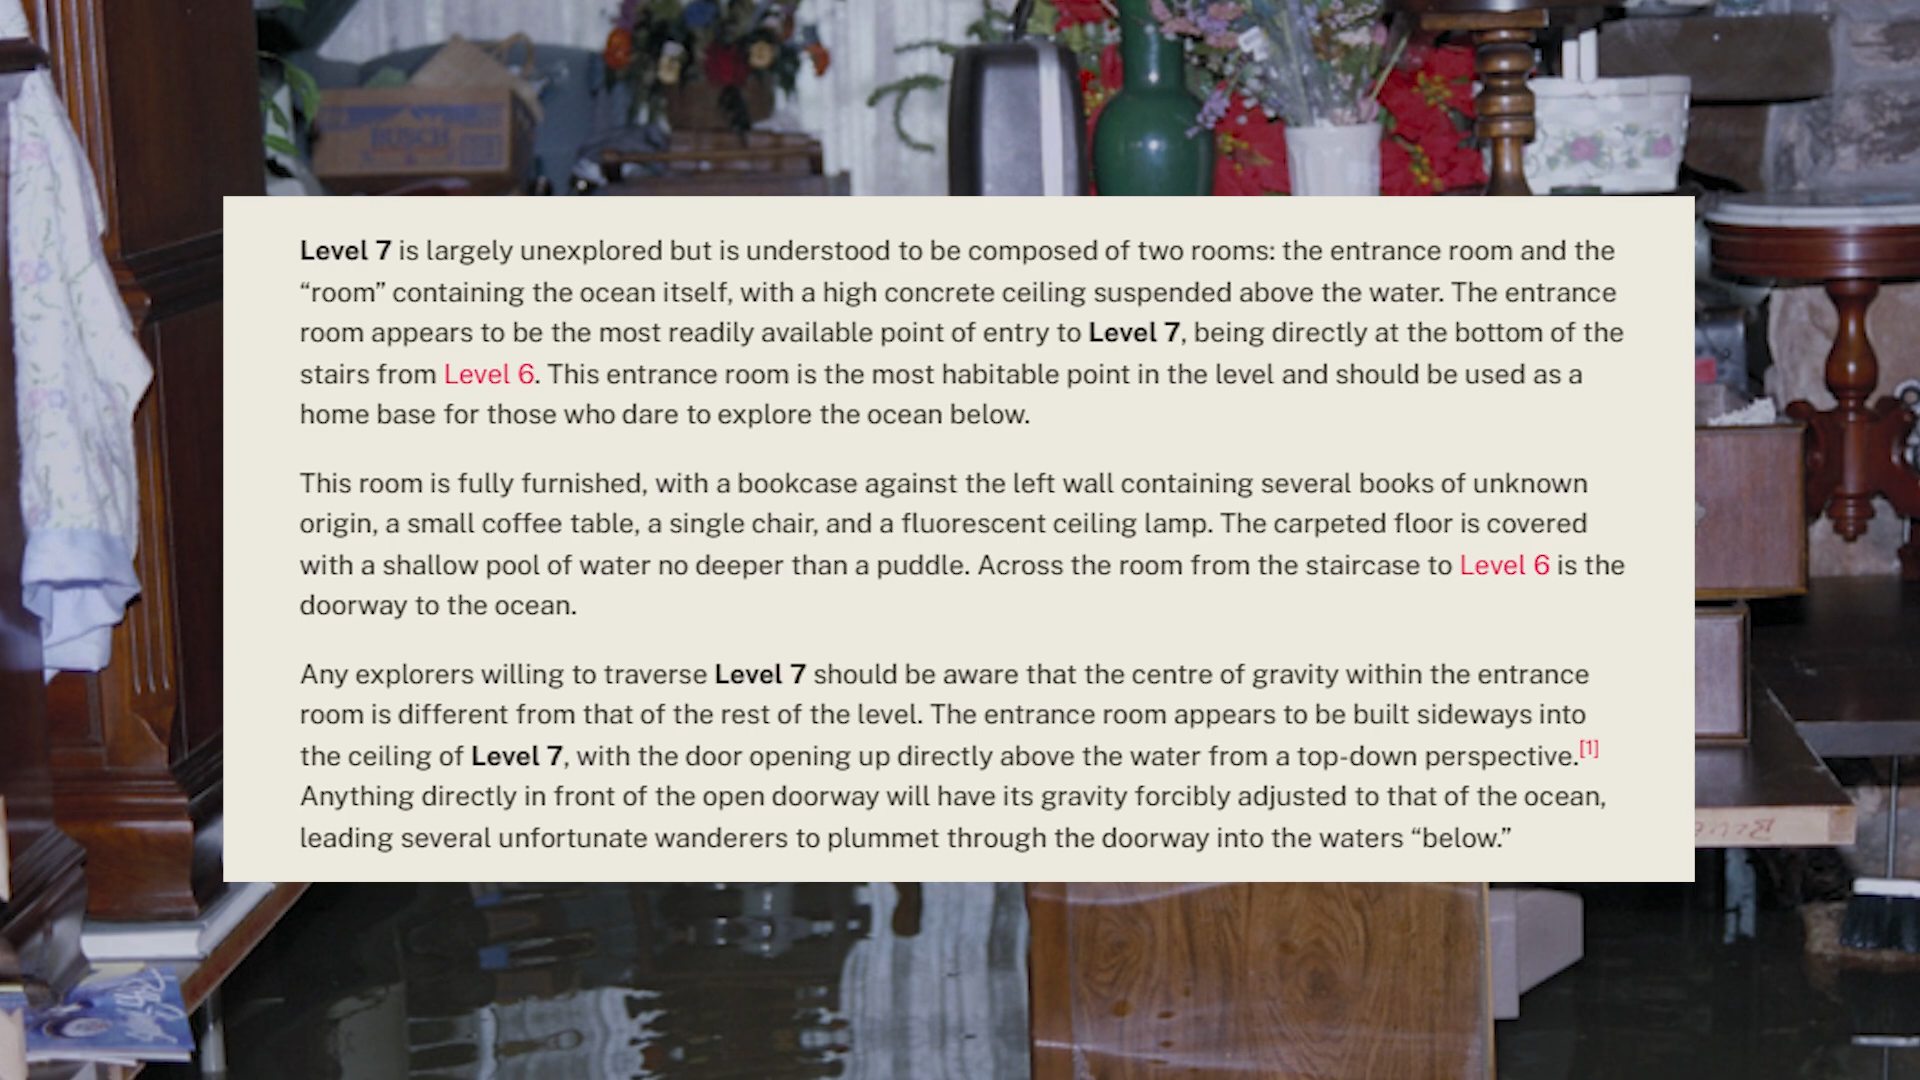 BUSCH
Level 7 is largely unexplored but is understood to be composed of two rooms: the entrance room and the
“room” containing the ocean itself, with a high concrete ceiling suspended above the water. The entrance
room appears to be the most readily available point of entry to Level 7, being directly at the bottom of the
stairs from Level 6. This entrance room is the most habitable point in the level and should be used as a
home base for those who dare to explore the ocean below.
This room is fully furnished, with a bookcase against the left wall containing several books of unknown
origin, a small coffee table, a single chair, and a fluorescent ceiling lamp. The carpeted floor is covered
with a shallow pool of water no deeper than a puddle. Across the room from the staircase to Level 6 is the
doorway to the ocean.
Any explorers willing to traverse Level 7 should be aware that the centre of gravity within the entrance
room is different from that of the rest of the level. The entrance room appears to be built sideways into
the ceiling of Level 7, with the door opening up directly above the water from a top-down perspective.[1]
Anything directly in front of the open doorway will have its gravity forcibly adjusted to that of the ocean,
leading several unfortunate wanderers to plummet through the doorway into the waters “below.”